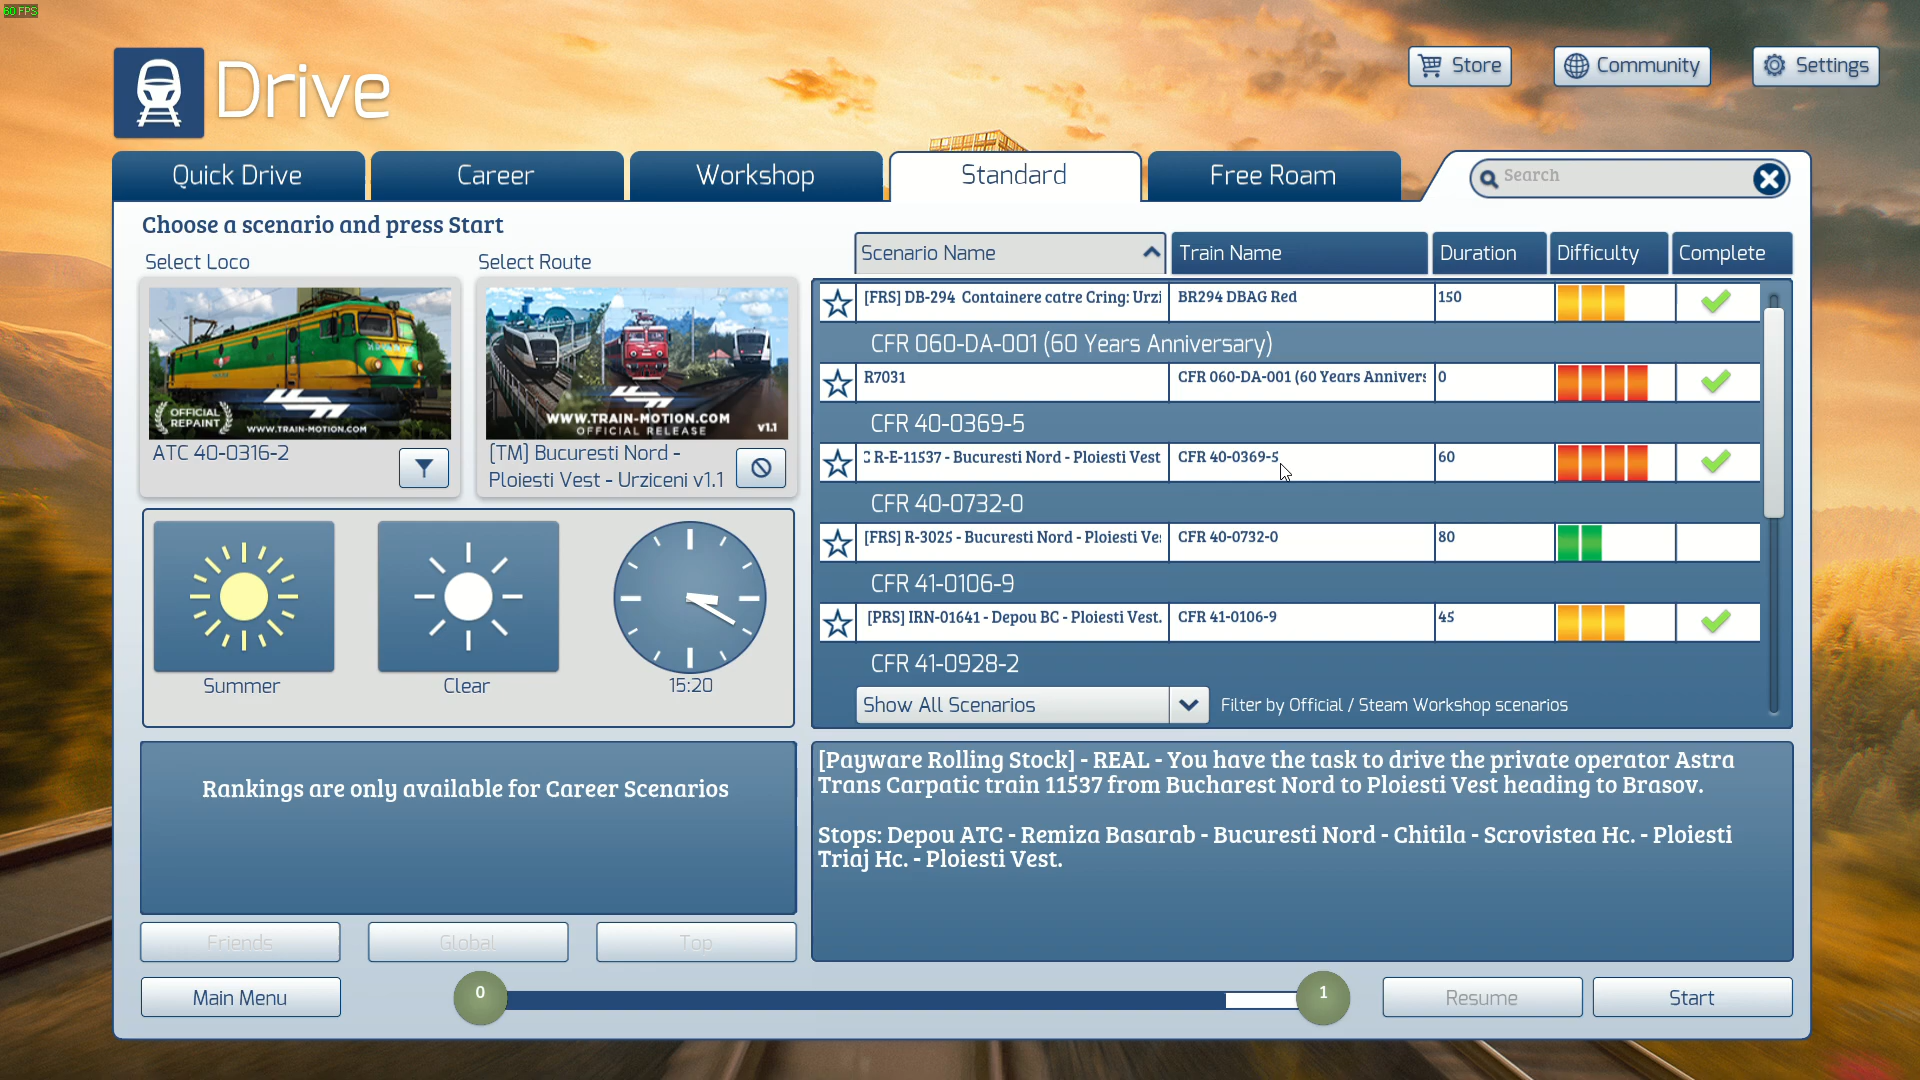 60 FPS
Drive
Store
Community
Settings
Quick Drive
Career
Workshop
Standard
Free Roam
Search
Choose a scenario and press Start
Select Loco
Select Route
OFFICIAL
REPAINT
WWW.TRAIN-MOTION.COM
WWW.TRAIN-MOTION.COM
OFFICIAL RELEASE
v1.1
ATC 40-0316-2
[TM] Bucuresti Nord -
Ploiesti Vest - Urziceni v1.1
Summer
Clear
15:20
Scenario Name
Train Name
Duration
Difficulty
Complete
[FRS] DB-294 Containere catre Cring: Urzi
BR294 DBAG Red
150
CFR 060-DA-001 (60 Years Anniversary)
R7031
CFR 060-DA-001 (60 Years Annivers
0
CFR 40-0369-5
C R-E-11537 - Bucuresti Nord - Ploiesti Vest
CFR 40-0369-5
60
CFR 40-0732-0
[FRS] R-3025 - Bucuresti Nord - Ploiesti Ve
CFR 40-0732-0
80
CFR 41-0106-9
[PRS] IRN-01641 - Depou BC - Ploiesti Vest.
CFR 41-0106-9
45
CFR 41-0928-2
Show All Scenarios
Filter by Official / Steam Workshop scenarios
Rankings are only available for Career Scenarios
[Payware Rolling Stock] - REAL - You have the task to drive the private operator Astra
Trans Carpatic train 11537 from Bucharest Nord to Ploiesti Vest heading to Brasov.
Stops: Depou ATC - Remiza Basarab - Bucuresti Nord - Chitila - Scrovistea Hc. - Ploiesti
Triaj Hc. - Ploiesti Vest.
Friends
Global
Top
Main Menu
0
1
Resume
Start